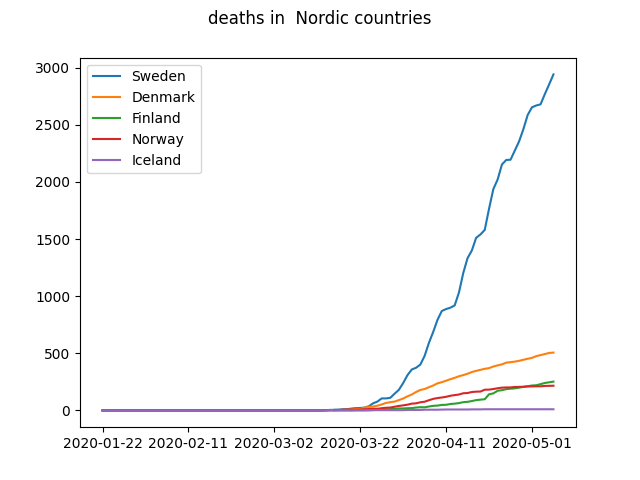 deaths in  Nordic countries
3000
2500
2000
1500
1000
500
0
Sweden
Denmark
Finland
Norway
Iceland
2020-01-22 2020-02-11 2020-03-02 2020-03-22 2020-04-11 2020-05-01